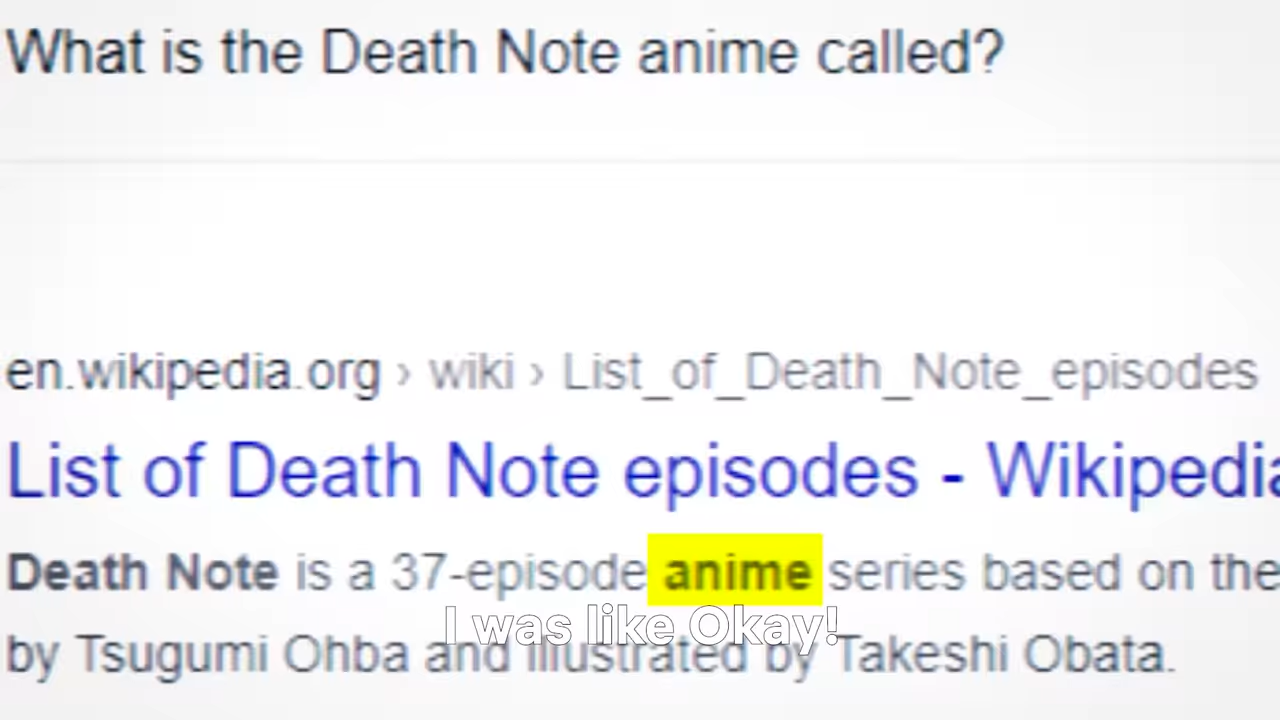 What is the Death Note anime called?
en.wikipedia.org › wiki › List_of_Death_Note_episodes
List of Death Note episodes - Wikipedia
Death Note is a 37-episode anime series based on the
I was like Okay!
by Tsugumi Ohba and illustrated by Takeshi Obata.